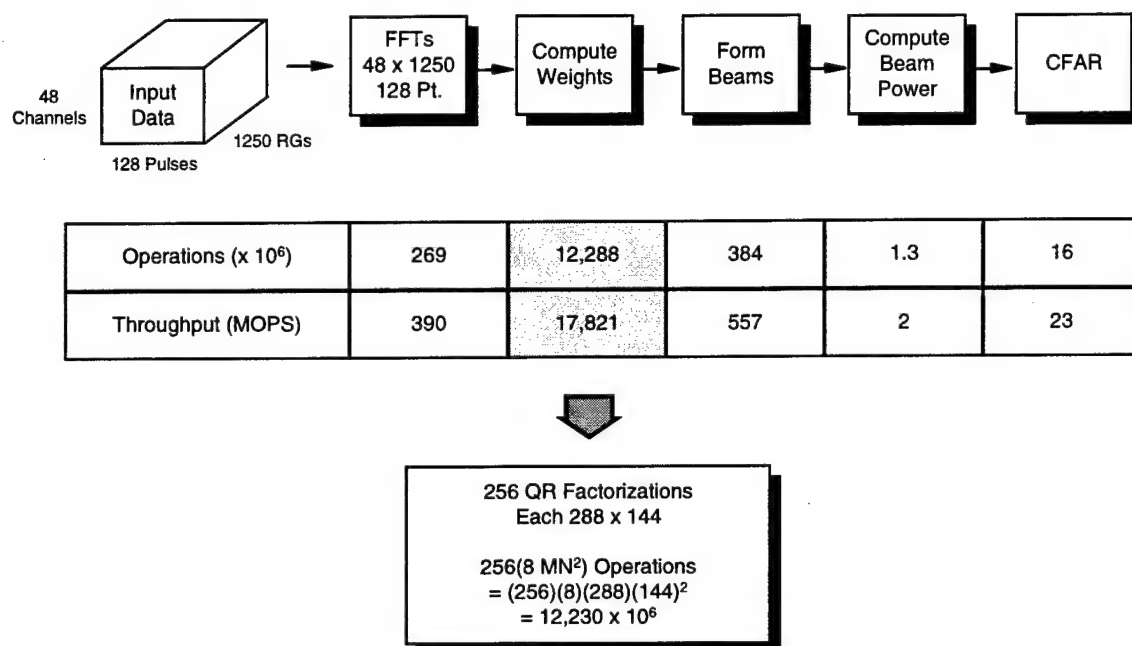 48
Channels
Input
Data
128 Pulses
1250 RGs
FFTs
48 x 1250
128 Pt.
Compute
Weights
Form
Beams
Compute
Beam
Power
CFAR
Operations (x 10⁶) 269 12,288 384 1.3 16
Throughput (MOPS) 390 17,821 557 2 23
256 QR Factorizations
Each 288 x 144
256(8 MN²) Operations
= (256)(8)(288)(144)²
= 12,230 x 10⁶